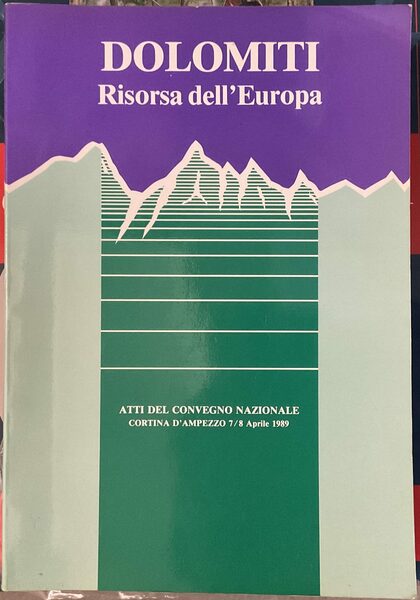 DOLOMITI
Risorsa dell'Europa
ATTI DEL CONVEGNO NAZIONALE
CORTINA D'AMPEZZO 7/8 Aprile 1989